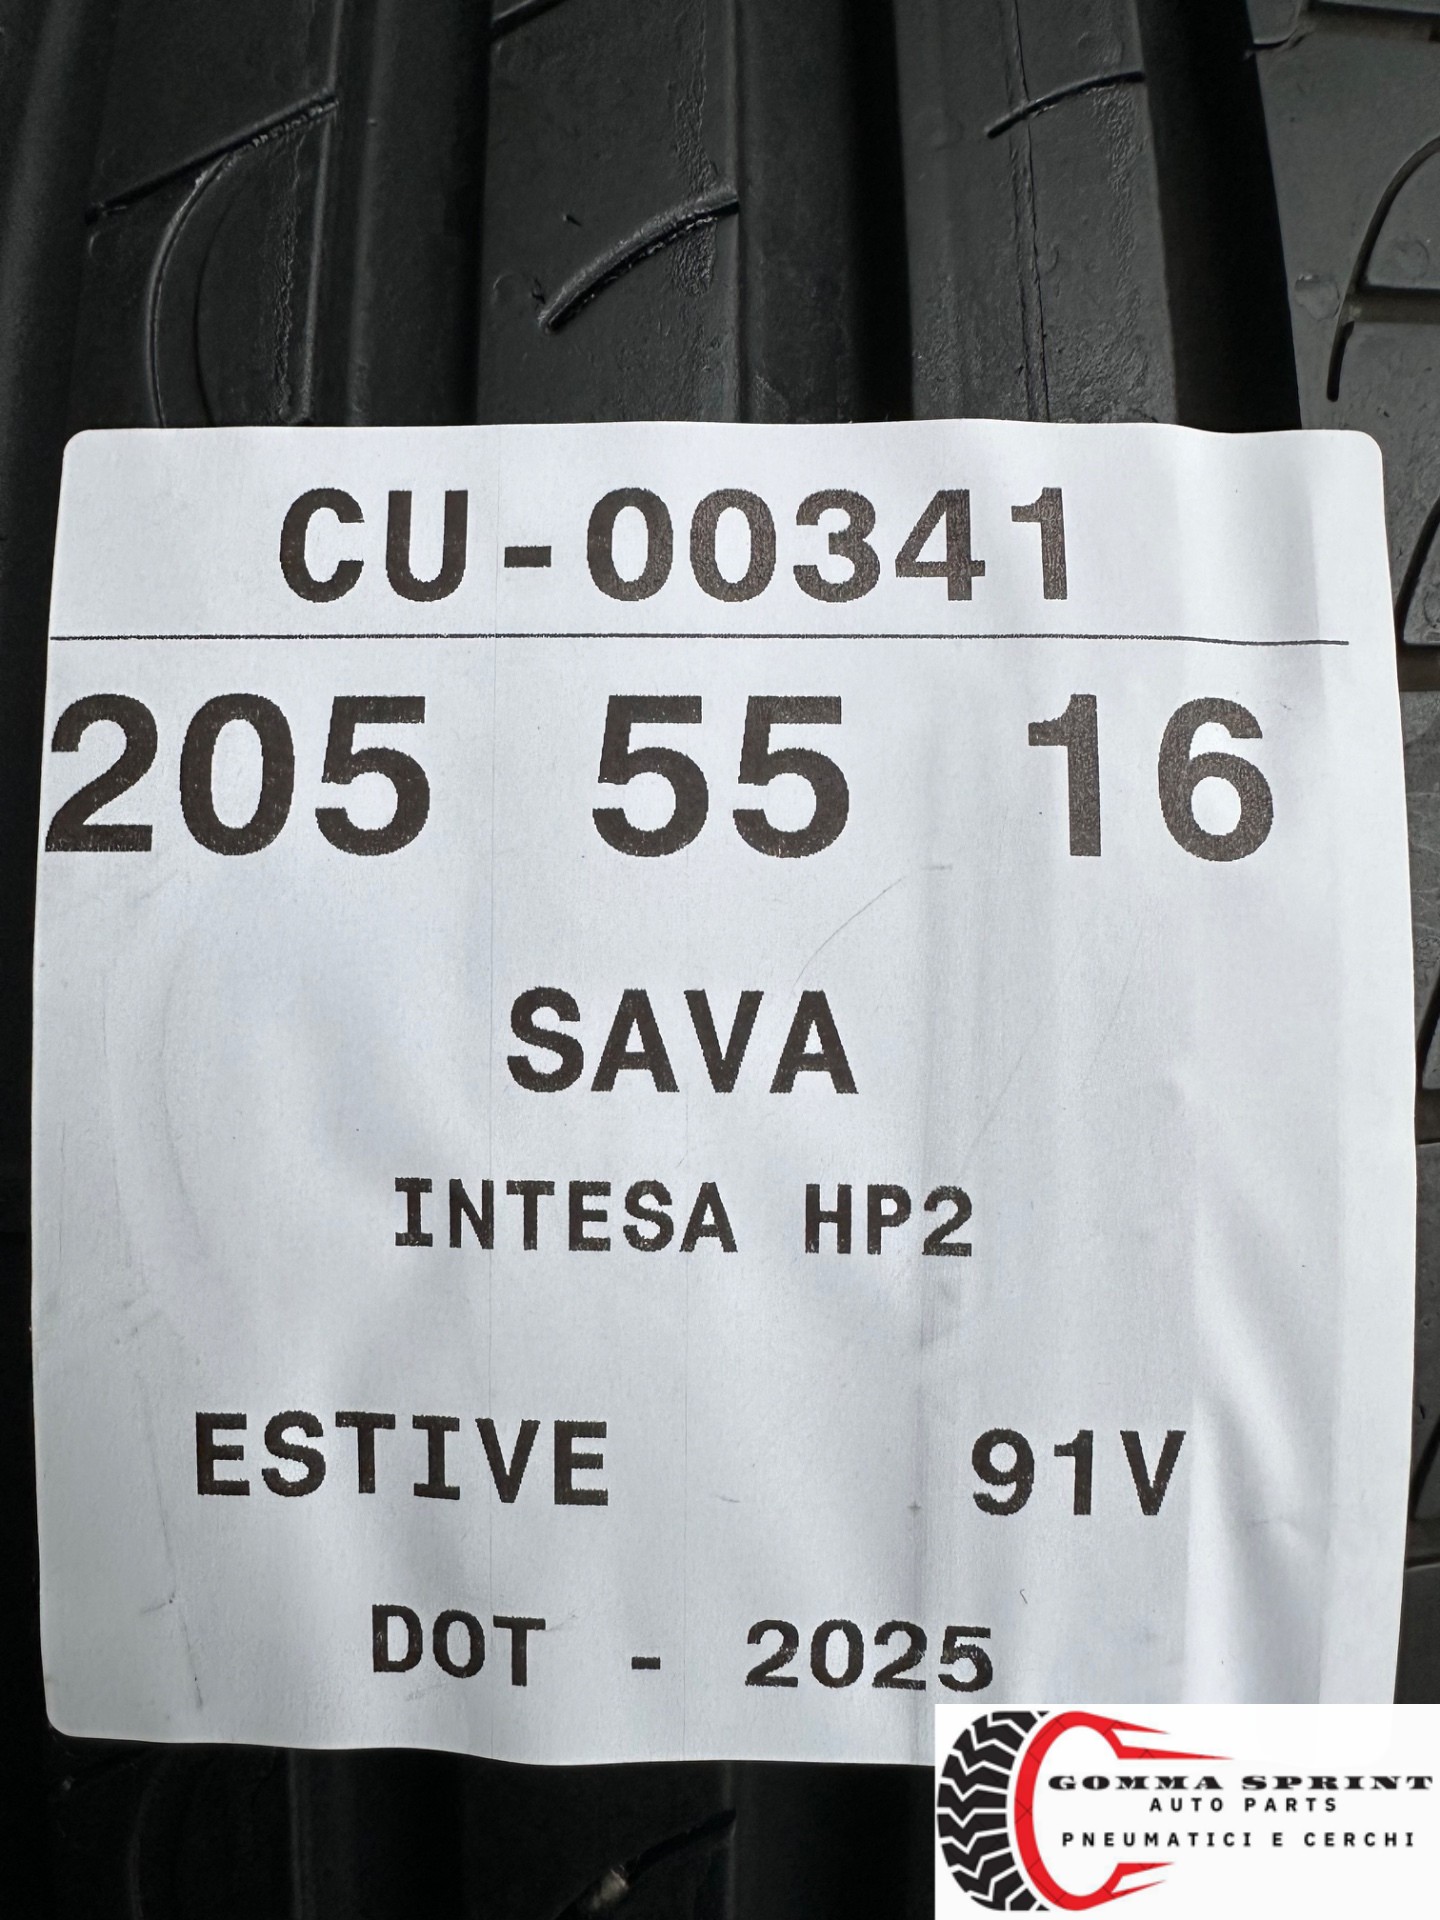 CU-00341
205 55 16
SAVA
INTESA HP2
ESTIVE 91V
DOT - 2025
GOMMA SPRINT
AUTO PARTS
PNEUMATICI E CERCHI